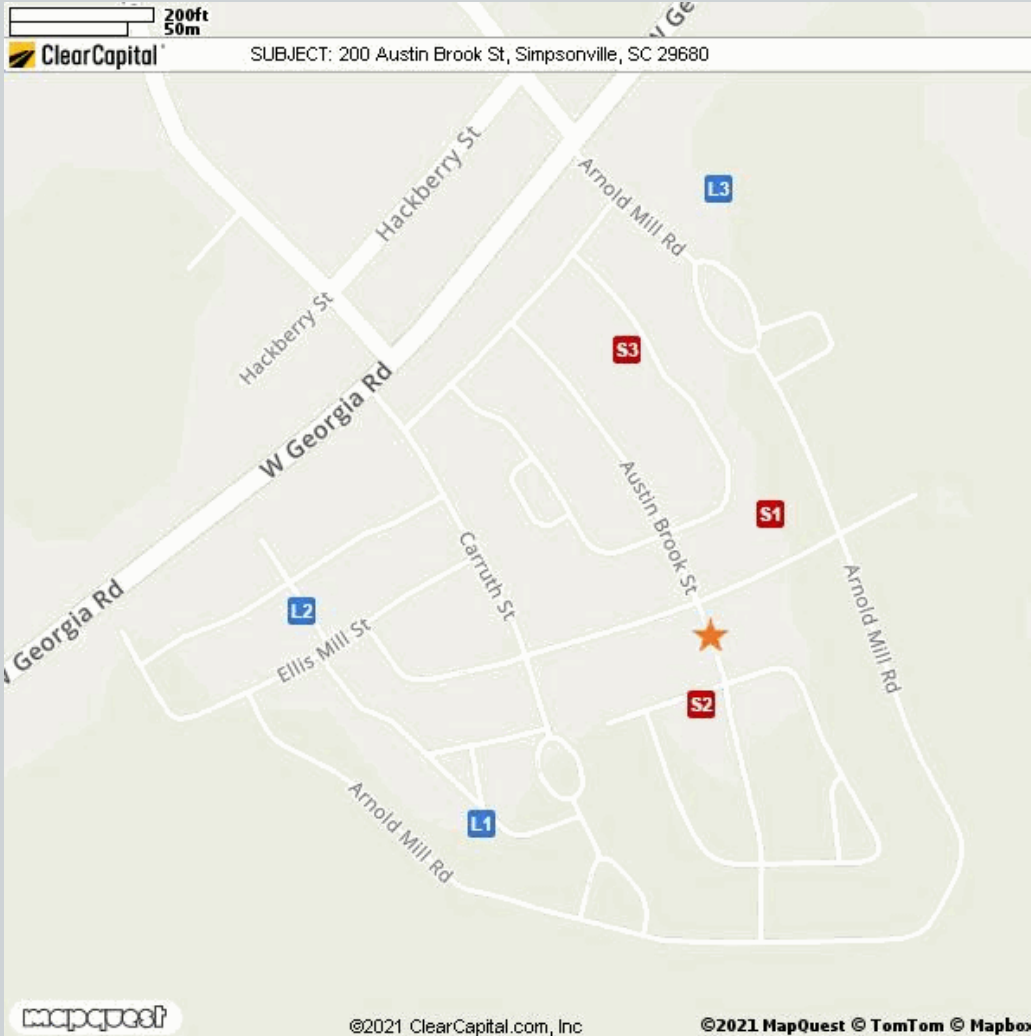 200ft
50m
ClearCapital
SUBJECT: 200 Austin Brook St, Simpsonville, SC 29680
W Ge
Hackberry St
Arnold Mill Rd
L3
Hackberry St
S3
W Georgia Rd
Austin Brook St
S1
Carruth St
Arnold Mill Rd
W Georgia Rd
L2
Ellis Mill St
S2
Arnold Mill Rd
L1
mapquest
©2021 ClearCapital.com, Inc
©2021 MapQuest © TomTom © Mapbox